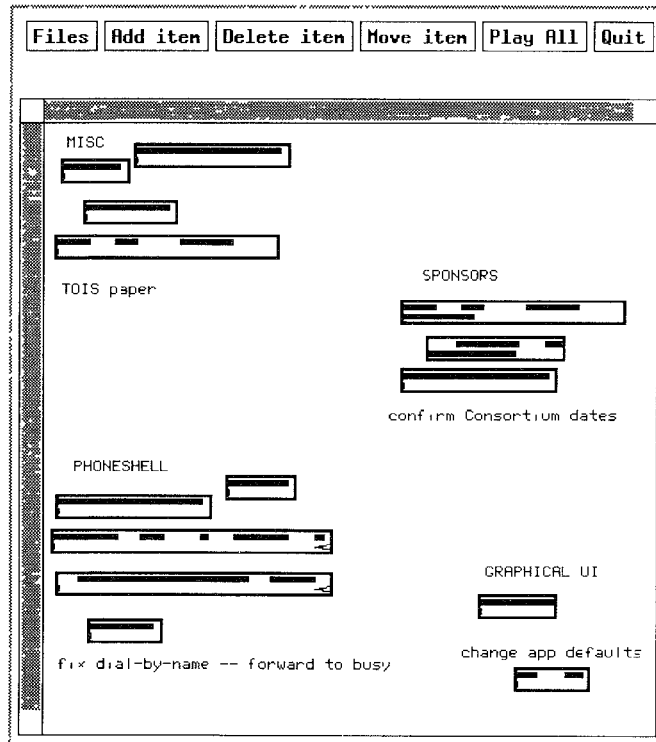 Files Add item Delete item Move item Play All Quit
MISC
TOIS paper
SPONSORS
confirm Consortium dates
PHONESHELL
GRAPHICAL UI
change app defaults
fix dial-by-name -- forward to busy